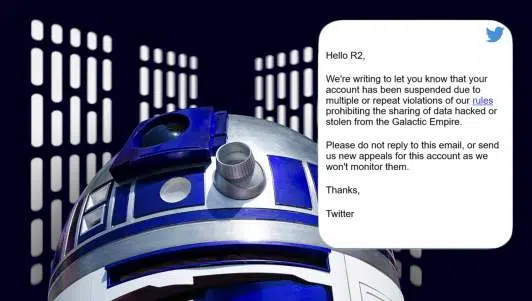 Hello R2,
We're writing to let you know that your
account has been suspended due to
multiple or repeat violations of our rules
prohibiting the sharing of data hacked or
stolen from the Galactic Empire.
Please do not reply to this email, or send
us new appeals for this account as we
won't monitor them.
Thanks,
Twitter